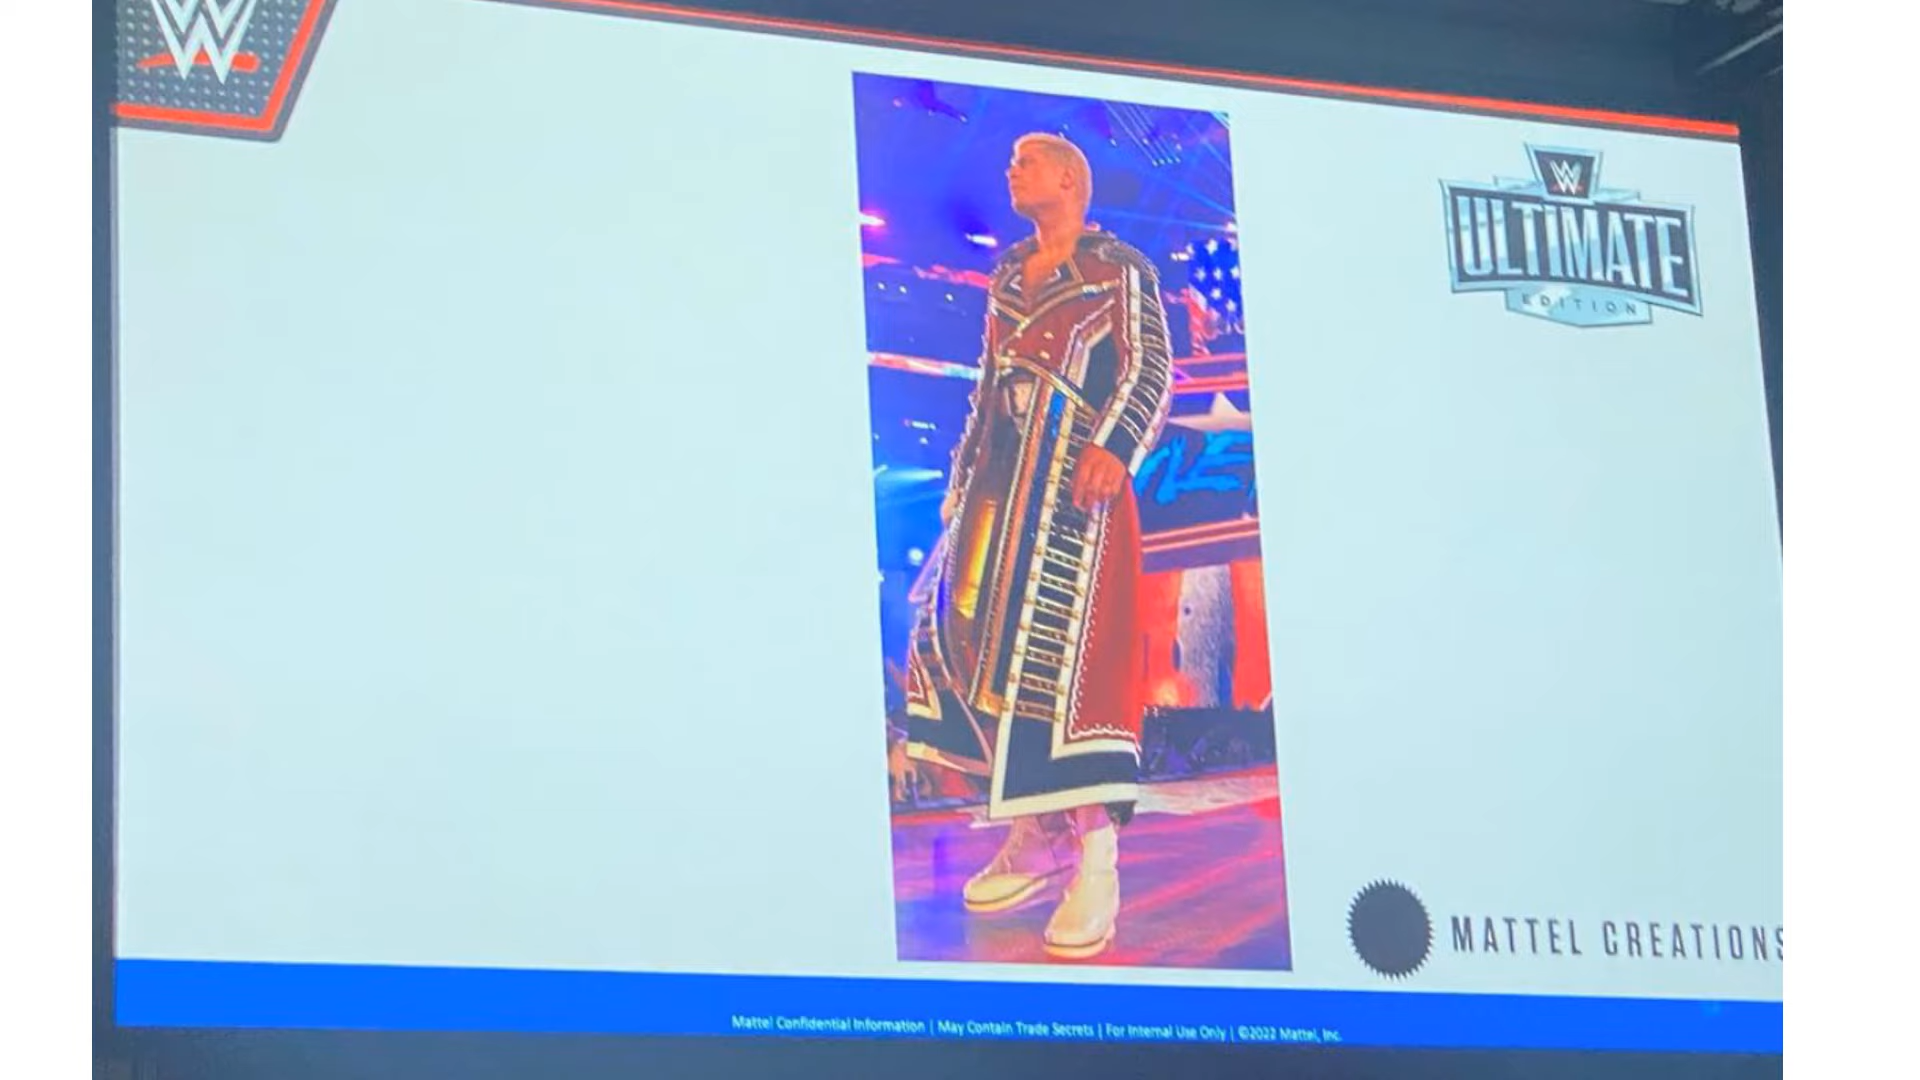 W
W
ULTIMATE
EDITION
MATTEL CREATIONS
Mattel Confidential Information | May Contain Trade Secrets | For Internal Use Only | ©2022 Mattel, Inc.